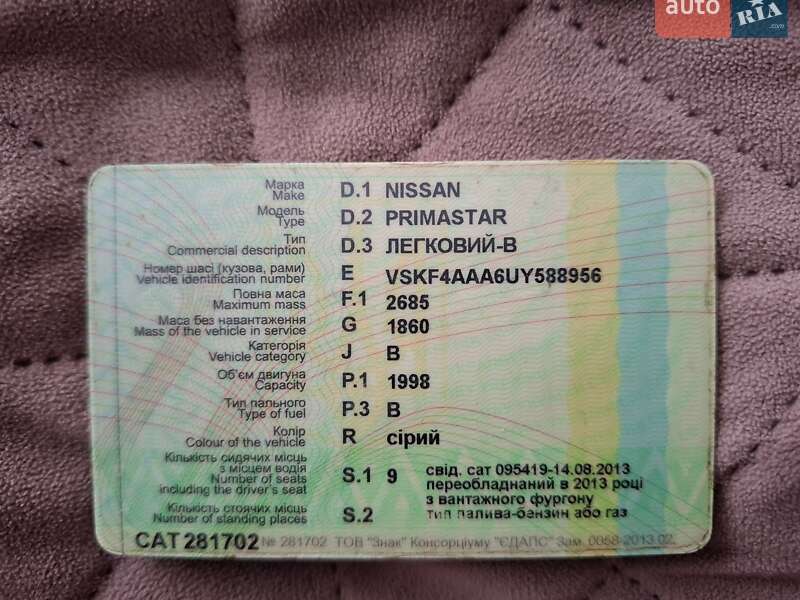 auto RIA .com
Марка
Make D.1 NISSAN
Модель
Type D.2 PRIMASTAR
Тип
Commercial description D.3 ЛЕГКОВИЙ-В
Номер шасі (кузова, рами)
Vehicle identification number E VSKF4AAA6UY588956
Повна маса
Maximum mass F.1 2685
Маса без навантаження
Mass of the vehicle in service G 1860
Категорія
Vehicle category J B
Об'єм двигуна
Capacity P.1 1998
Тип пального
Type of fuel P.3 B
Колір
Colour of the vehicle R сірий
Кількість сидячих місць
з місцем водія
Number of seats
including the driver's seat S.1 9
свід. сат 095419-14.08.2013
переобладнаний в 2013 році
з вантажного фургону
тип палива-бензин або газ
Кількість стоячих місць
Number of standing places S.2
САТ 281702 № 281702 ТОВ "Знак" Консорціуму "ЄДАПС" Зам. 0058-2013.02.